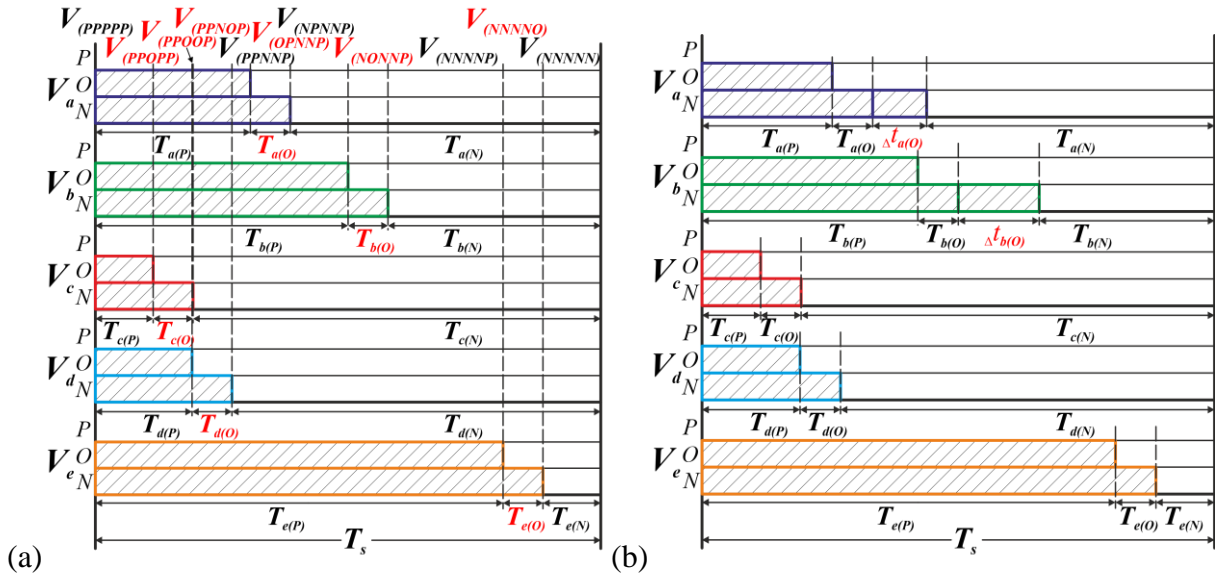 V(PPPPP) V(PPOPP) V(PPOOP) V(PPNOP) V(PPNNP) V(OPNNP) V(NPNNP) V(NONNP) V(NNNNP) V(NNNNO) V(NNNNN)
P
Va O
N
Ta(P) Ta(O) Ta(N)
P
Vb O
N
Tb(P) Tb(O) Tb(N)
P
Vc O
N
Tc(P) Tc(O) Tc(N)
P
Vd O
N
Td(P) Td(O) Td(N)
P
Ve O
N
Te(P) Te(O) Te(N)
(a) Ts
P
Va O
N
Ta(P) Ta(O) Δta(O) Ta(N)
P
Vb O
N
Tb(P) Tb(O) Δtb(O) Tb(N)
P
Vc O
N
Tc(P) Tc(O) Tc(N)
P
Vd O
N
Td(P) Td(O) Td(N)
P
Ve O
N
Te(P) Te(O) Te(N)
(b) Ts